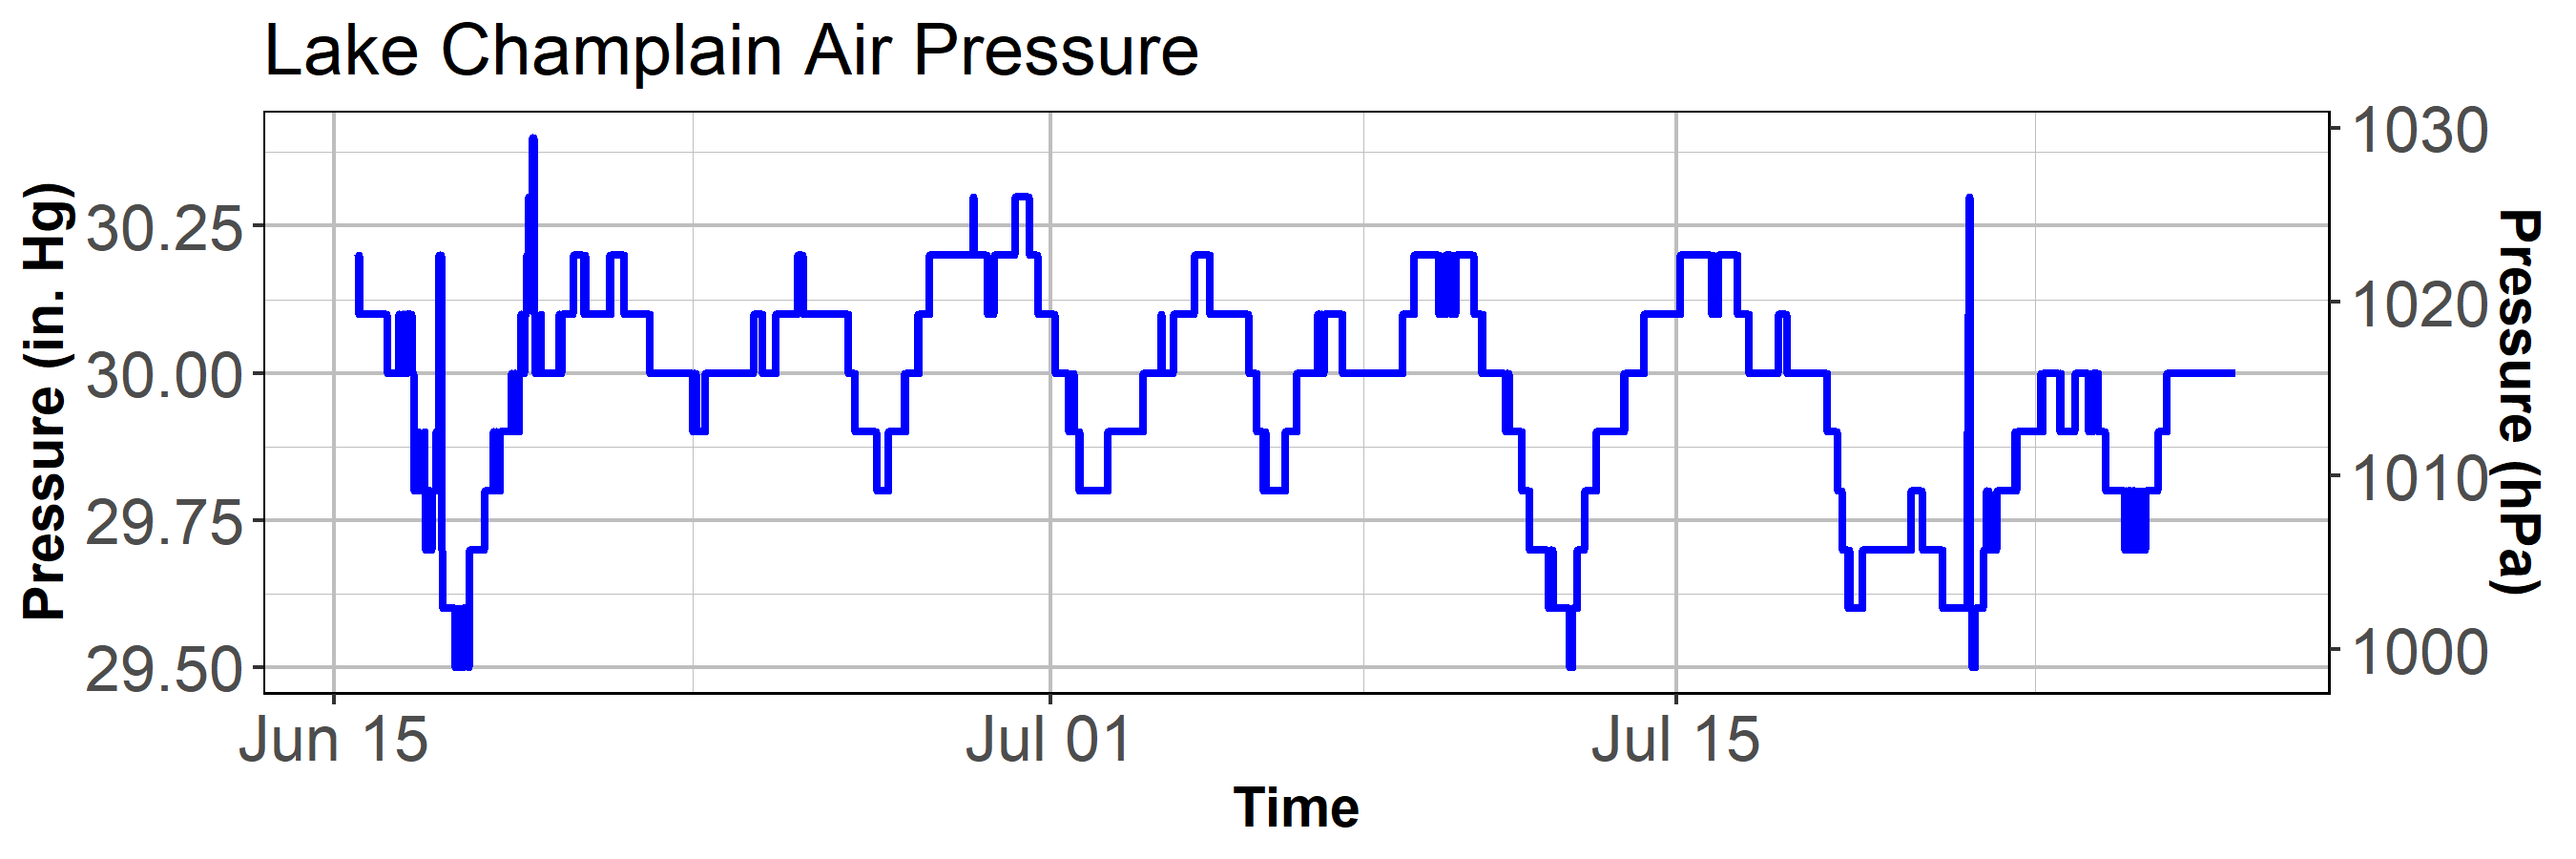 Lake Champlain Air Pressure
Pressure (in. Hg)
30.25
30.00
29.75
29.50
1030
1020
1010
1000
Pressure (hPa)
Jun 15
Jul 01
Jul 15
Time